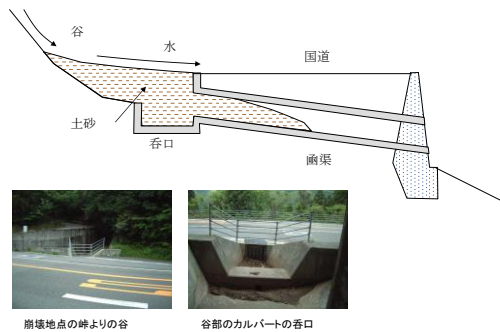 谷
水
国道
土砂
呑口
函渠
崩壊地点の峠よりの谷
谷部のカルバートの呑口